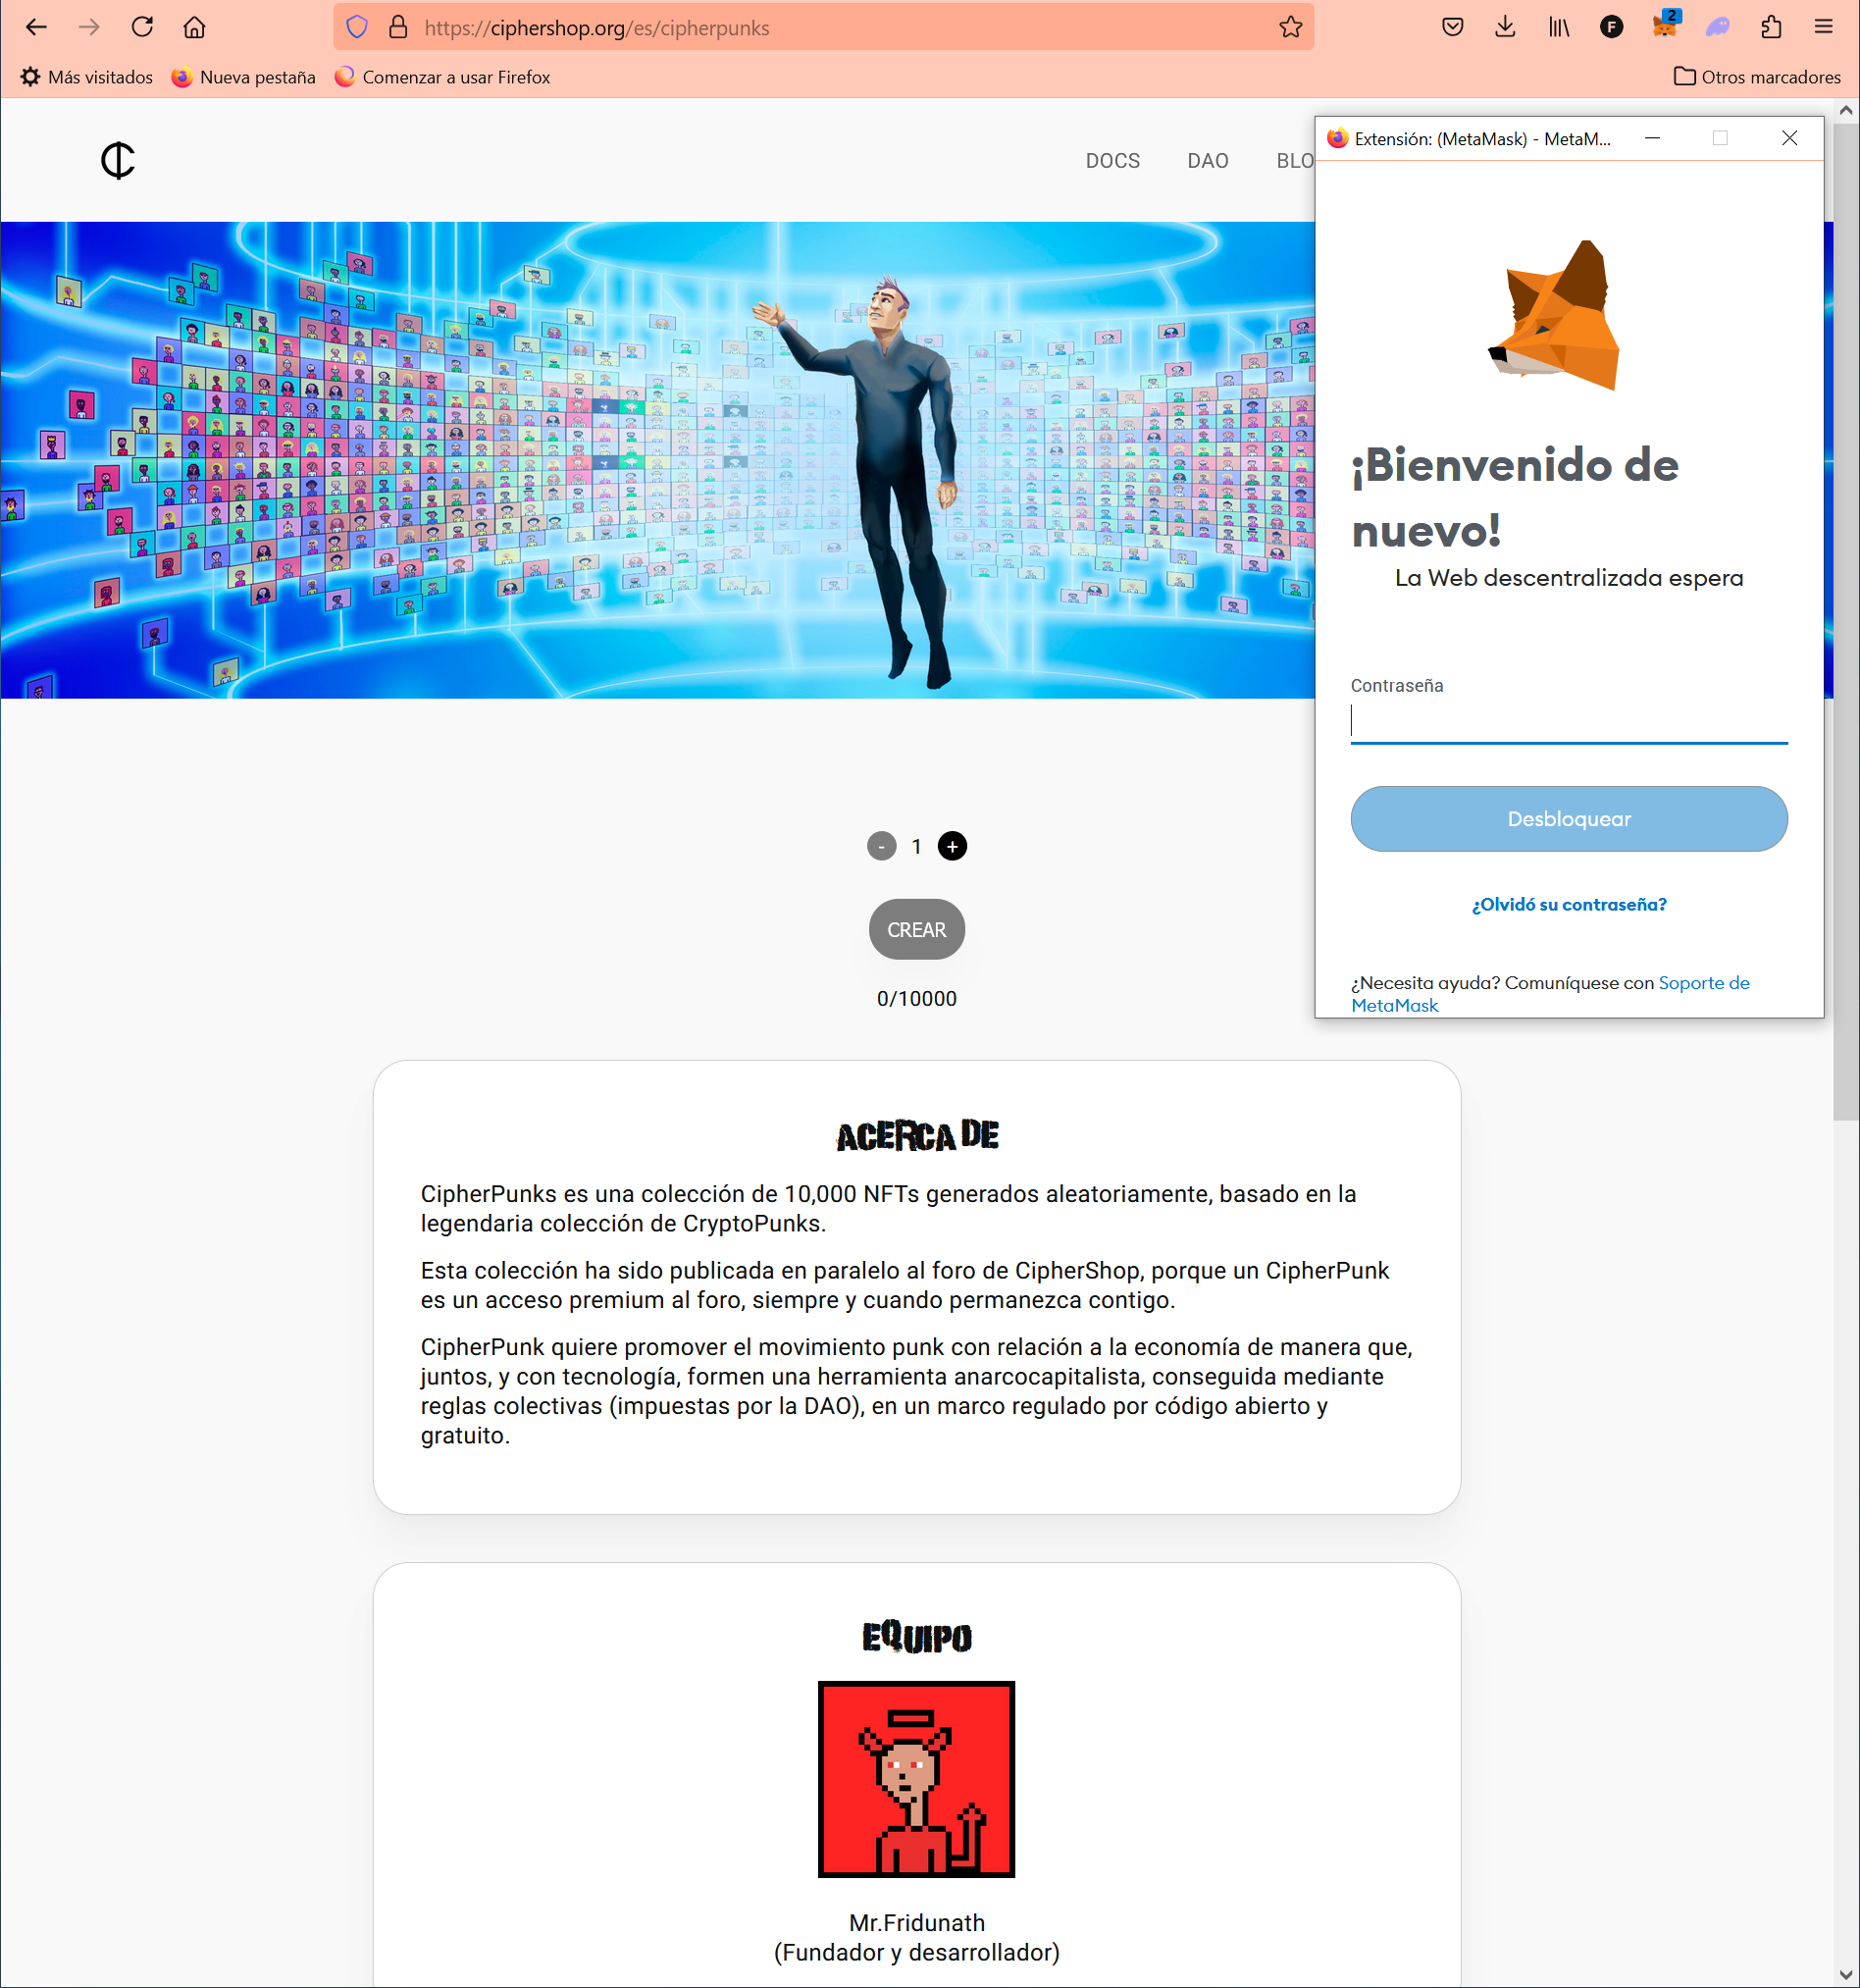 https://ciphershop.org/es/cipherpunks
F
2
Más visitados
Nueva pestaña
Comenzar a usar Firefox
Otros marcadores
DOCS
DAO
BLO
Extensión: (MetaMask) - MetaM...
¡Bienvenido de
nuevo!
La Web descentralizada espera
Contraseña
Desbloquear
¿Olvidó su contraseña?
¿Necesita ayuda? Comuníquese con Soporte de
MetaMask
- 1 +
CREAR
0/10000
ACERCA DE
CipherPunks es una colección de 10,000 NFTs generados aleatoriamente, basado en la
legendaria colección de CryptoPunks.
Esta colección ha sido publicada en paralelo al foro de CipherShop, porque un CipherPunk
es un acceso premium al foro, siempre y cuando permanezca contigo.
CipherPunk quiere promover el movimiento punk con relación a la economía de manera que,
juntos, y con tecnología, formen una herramienta anarcocapitalista, conseguida mediante
reglas colectivas (impuestas por la DAO), en un marco regulado por código abierto y
gratuito.
EQUIPO
Mr.Fridunath
(Fundador y desarrollador)